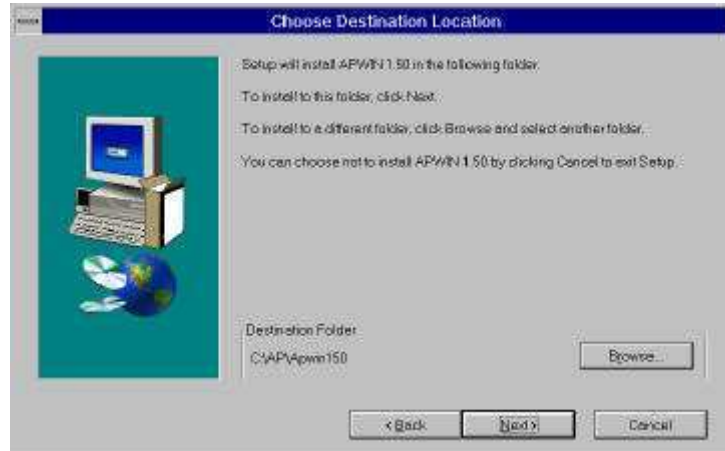 Choose Destination Location
Setup will install APWIN 1.50 in the following folder.
To install to this folder, click Next.
To install to a different folder, click Browse and select another folder.
You can choose not to install APWIN 1.50 by clicking Cancel to exit Setup.
Destination Folder
C:\AP\Apwin150
Browse...
< Back
Next >
Cancel